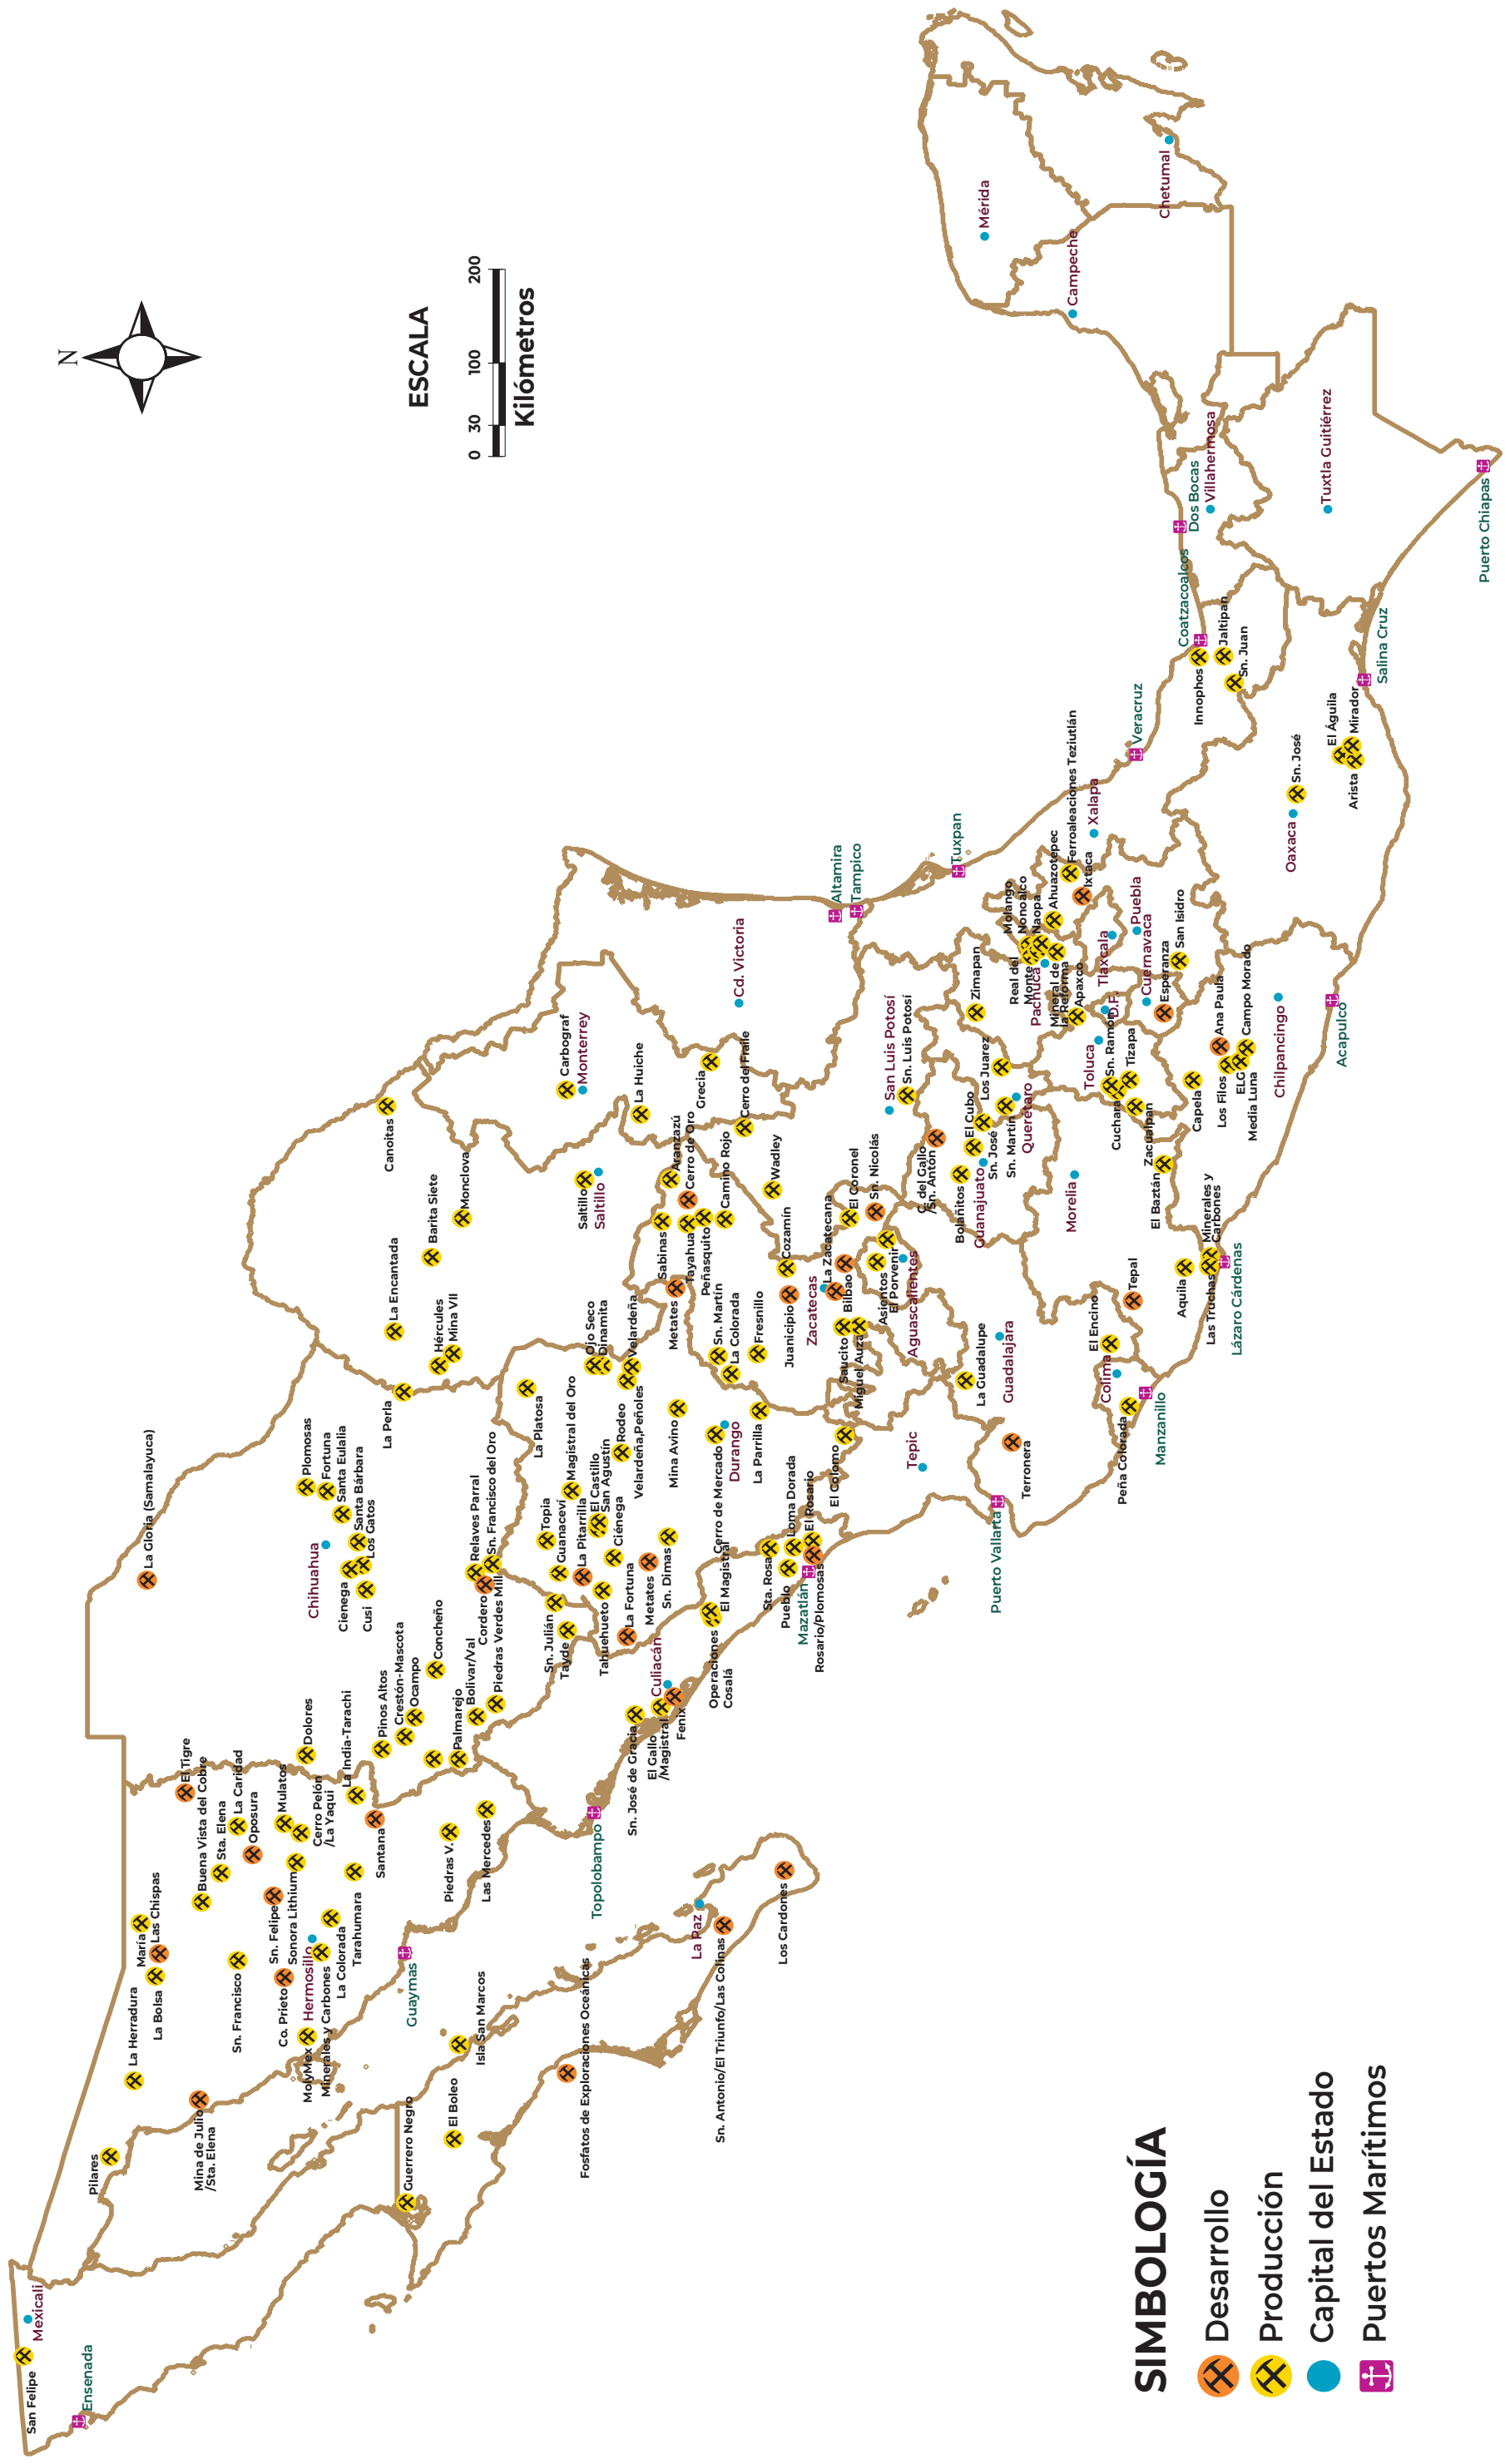 N
ESCALA
0 30 100 200
Kilómetros
SIMBOLOGÍA
Desarrollo
Producción
Capital del Estado
Puertos Marítimos
San Felipe
Mexicali
Ensenada
Pilares
La Herradura
Mina de Julio
/Sta. Elena
La Bolsa
María
Las Chispas
Sn. Francisco
Buena Vista del Cobre
El Tigre
Sta. Elena
La Caridad
Oposura
Sn. Felipe
Sonora Lithium
Co. Prieto
Hermosillo
MolyMex
Minerales y Carbones
La Colorada
Tarahumara
Mulatos
Cerro Pelón
/La Yaqui
La India-Tarachi
Santana
Dolores
Piedras V.
Las Mercedes
Guaymas
Guerrero Negro
El Boleo
Isla San Marcos
Fosfatos de Exploraciones Oceánicas
La Paz
Sn. Antonio/El Triunfo/Las Colinas
Los Cardones
Topolobampo
La Gloria (Samalayuca)
Plomosas
Fortuna
Santa Eulalia
Santa Bárbara
Los Gatos
Chihuahua
Cienega
Cusi
Pinos Altos
Crestón-Mascota
Ocampo
Concheño
Palmarejo
Bolivar/Val
Piedras Verdes Mill
Cordero
Relaves Parral
Sn. Francisco del Oro
La Perla
La Encantada
Hércules
Mina VII
Barita Siete
Monclova
Canoitas
Carbograf
Monterrey
Saltillo
Saltillo
La Huiche
Grecia
Cerro del Fraile
Cd. Victoria
Altamira
Tampico
Tuxpan
La Platosa
Magistral del Oro
Ojo Seco
Dinamita
Velardeña
Velardeña,Peñoles
Rodeo
Topia
Guanaceví
La Pitarrilla
El Castillo
San Agustín
Ciénega
Sn. Julián
Tayde
Tahuehueto
La Fortuna
Metates
Sn. Dimas
Mina Avino
Cerro de Mercado
Durango
La Parrilla
Sn. José de Gracia
El Gallo
/Magistral
Culiacán
Fenix
Operaciones
Cosalá
El Magistral
Sta. Rosa
Pueblo
Loma Dorada
El Rosario
Mazatlán
Rosario/Plomosas
El Colomo
Tepic
Sabinas
Aranzazú
Cerro de Oro
Tayahua
Peñasquito
Camino Rojo
Metates
Wadley
Sn. Martín
La Colorada
Fresnillo
Juanicipio
Cozamín
Zacatecas
La Zacatecana
Bilbao
El Coronel
Sn. Nicolás
Saucito
Miguel Auza
Asientos
El Porvenir
Aguascalientes
San Luis Potosí
Sn. Luis Potosí
C. del Gallo
/Sn. Antón
Bolañitos
Guanajuato
El Cubo
Sn. José
Sn. Martín
Los Juarez
Querétaro
Zimapan
Molango
Nonoalco
Naopa
Real del
Monte
Pachuca
Mineral de
la Reforma
Apaxco
Ahuazotepec
Ferroaleaciones Teziutlán
Ixtaca
Xalapa
Veracruz
Tlaxcala
Puebla
Cuernavaca
D.F.
Toluca
Sn. Ramón
Tizapa
Cuchara
Zacualpan
Esperanza
San Isidro
Capela
Ana Paula
Los Filos
ELG
Media Luna
Campo Morado
Chilpancingo
Acapulco
Morelia
El Baztán
Minerales y
Carbones
Aquila
Las Truchas
Lázaro Cárdenas
La Guadalupe
Guadalajara
Tepal
El Encino
Colima
Peña Colorada
Manzanillo
Puerto Vallarta
Terronera
Oaxaca
Sn. José
El Águila
Mirador
Arista
Salina Cruz
Innophos
Coatzacoalcos
Jaltipan
Sn. Juan
Dos Bocas
Villahermosa
Tuxtla Guitiérrez
Puerto Chiapas
Campeche
Mérida
Chetumal